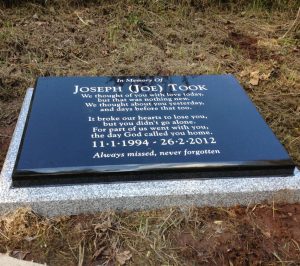 In Memory Of
JOSEPH (JOE) TOOK
We thought of you with love today,
but that was nothing new,
We thought about you yesterday,
and days before that too.
It broke our hearts to lose you,
but you didn't go alone.
For part of us went with you,
the day God called you home.
11·1·1994 - 26·2·2012
Always missed, never forgotten